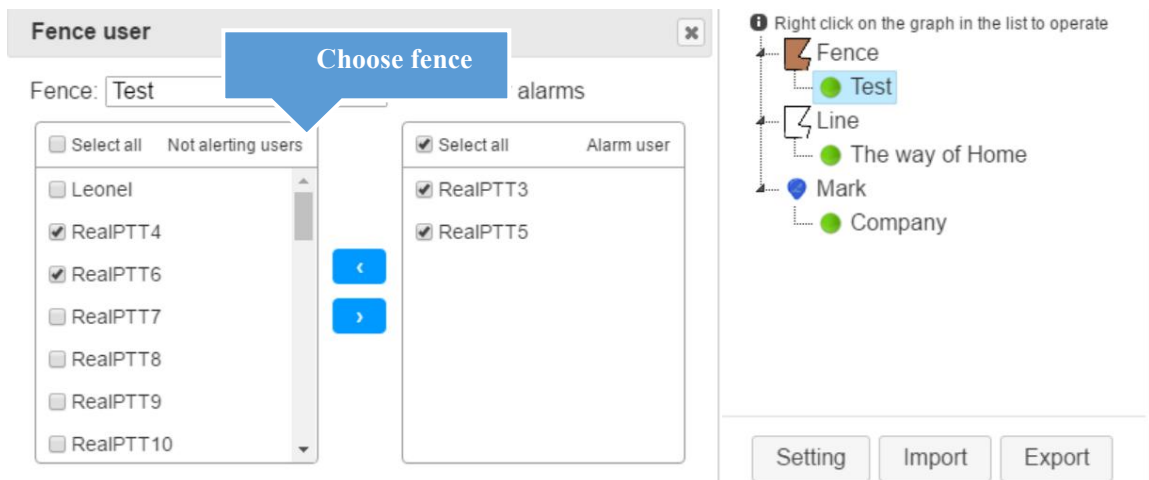 Fence user
Choose fence
Fence: Test
alarms
Select all Not alerting users
Leonel
RealPTT4
RealPTT6
RealPTT7
RealPTT8
RealPTT9
RealPTT10
Select all Alarm user
RealPTT3
RealPTT5
Right click on the graph in the list to operate
Fence
Test
Line
The way of Home
Mark
Company
Setting Import Export